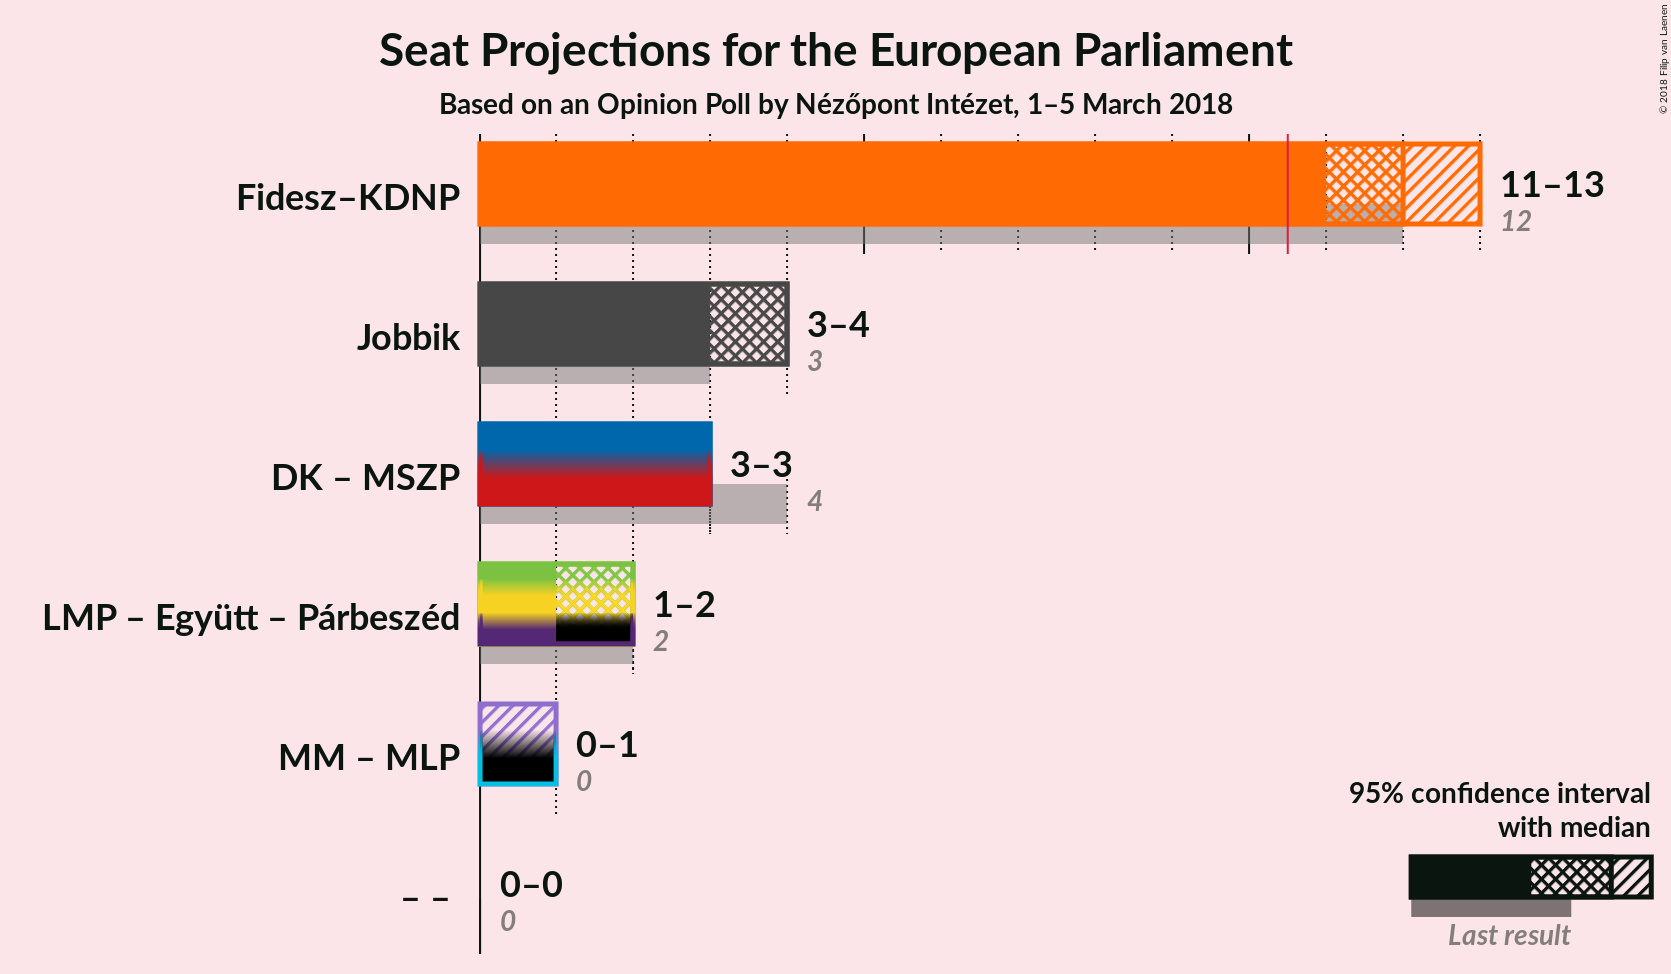 Seat Projections for the European Parliament
Based on an Opinion Poll by Nézőpont Intézet, 1–5 March 2018
© 2018 Filip van Laenen
Fidesz–KDNP
11–13
12
Jobbik
3–4
3
DK – MSZP
3–3
4
LMP – Együtt – Párbeszéd
1–2
2
MM – MLP
0–1
0
– –
0–0
0
95% confidence interval
with median
Last result